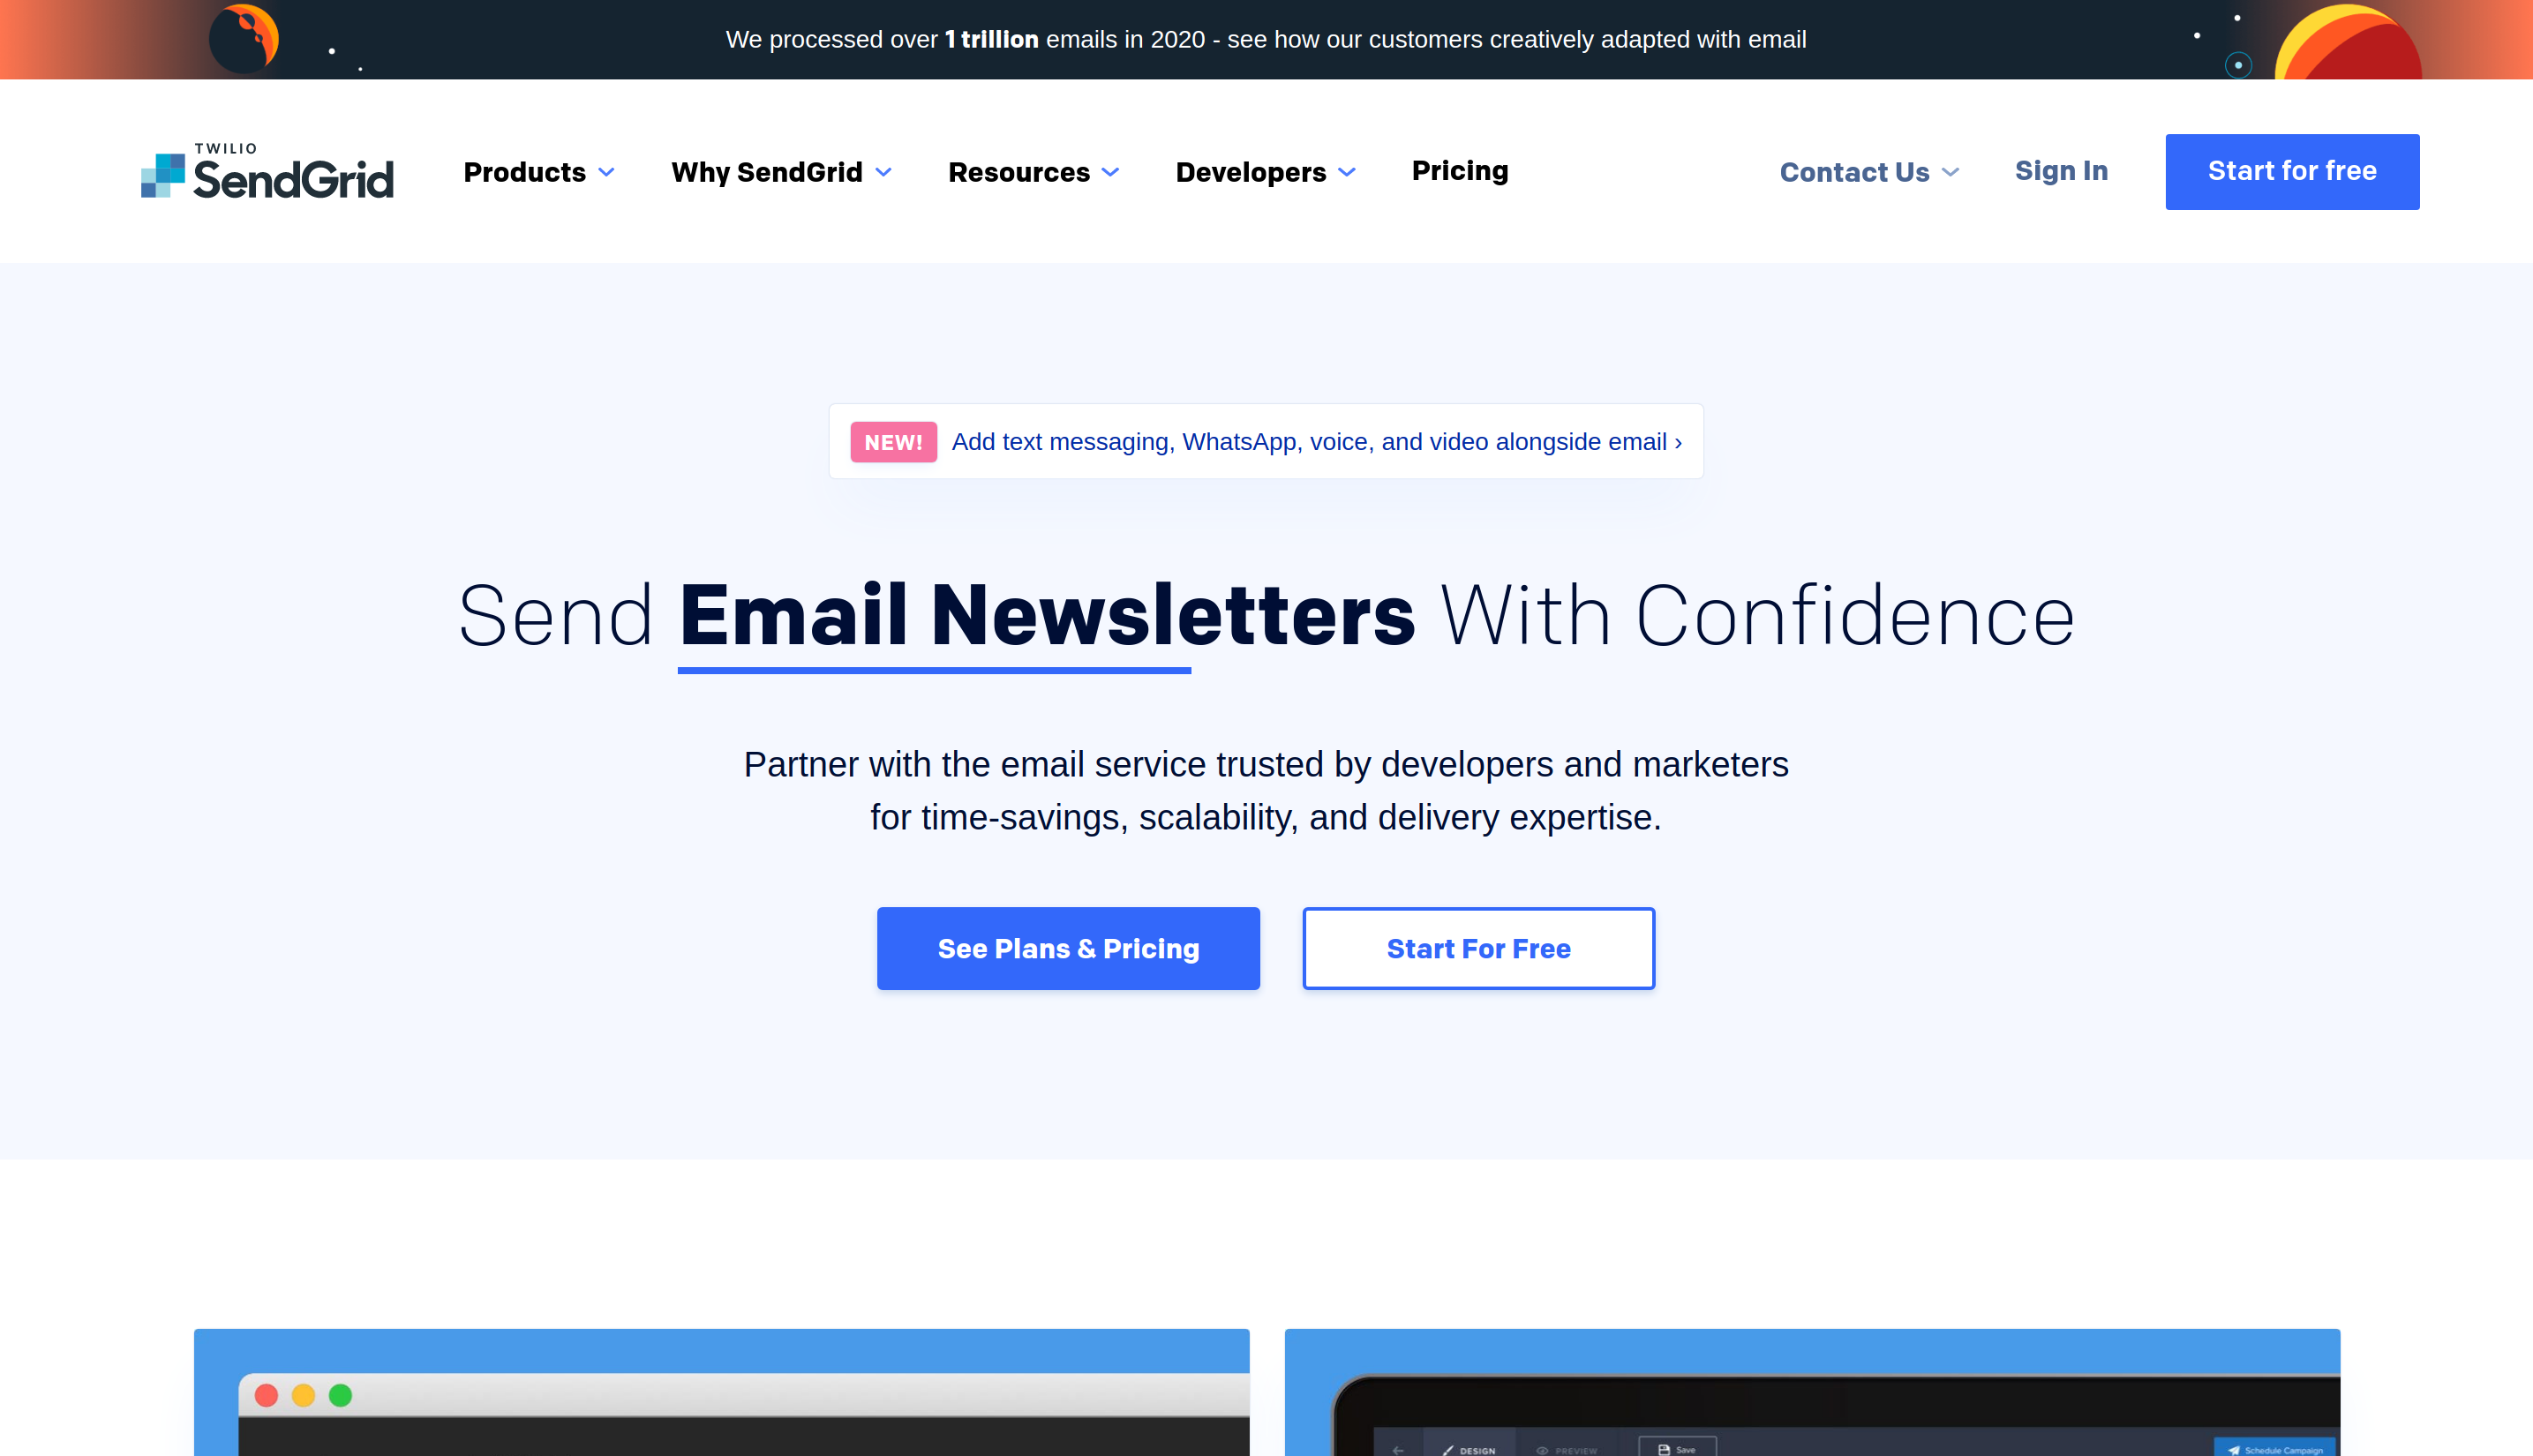 We processed over 1 trillion emails in 2020 - see how our customers creatively adapted with email
TWILIO
SendGrid
Products
Why SendGrid
Resources
Developers
Pricing
Contact Us
Sign In
Start for free
NEW! Add text messaging, WhatsApp, voice, and video alongside email ›
Send Email Newsletters With Confidence
Partner with the email service trusted by developers and marketers
for time-savings, scalability, and delivery expertise.
See Plans & Pricing
Start For Free
DESIGN
PREVIEW
Save
Schedule Campaign